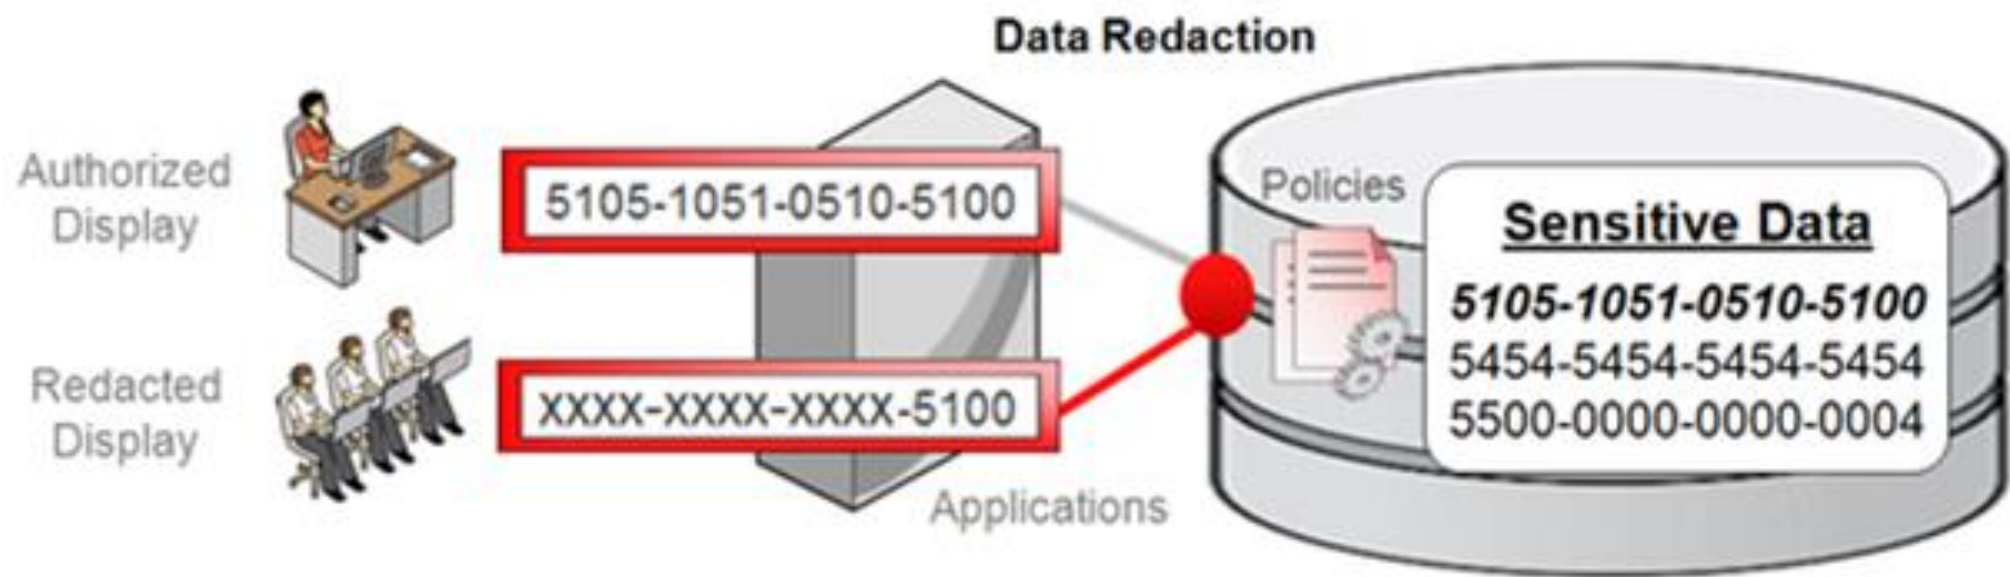 Data Redaction
Authorized
Display
5105-1051-0510-5100
Redacted
Display
XXXX-XXXX-XXXX-5100
Applications
Policies
Sensitive Data
5105-1051-0510-5100
5454-5454-5454-5454
5500-0000-0000-0004